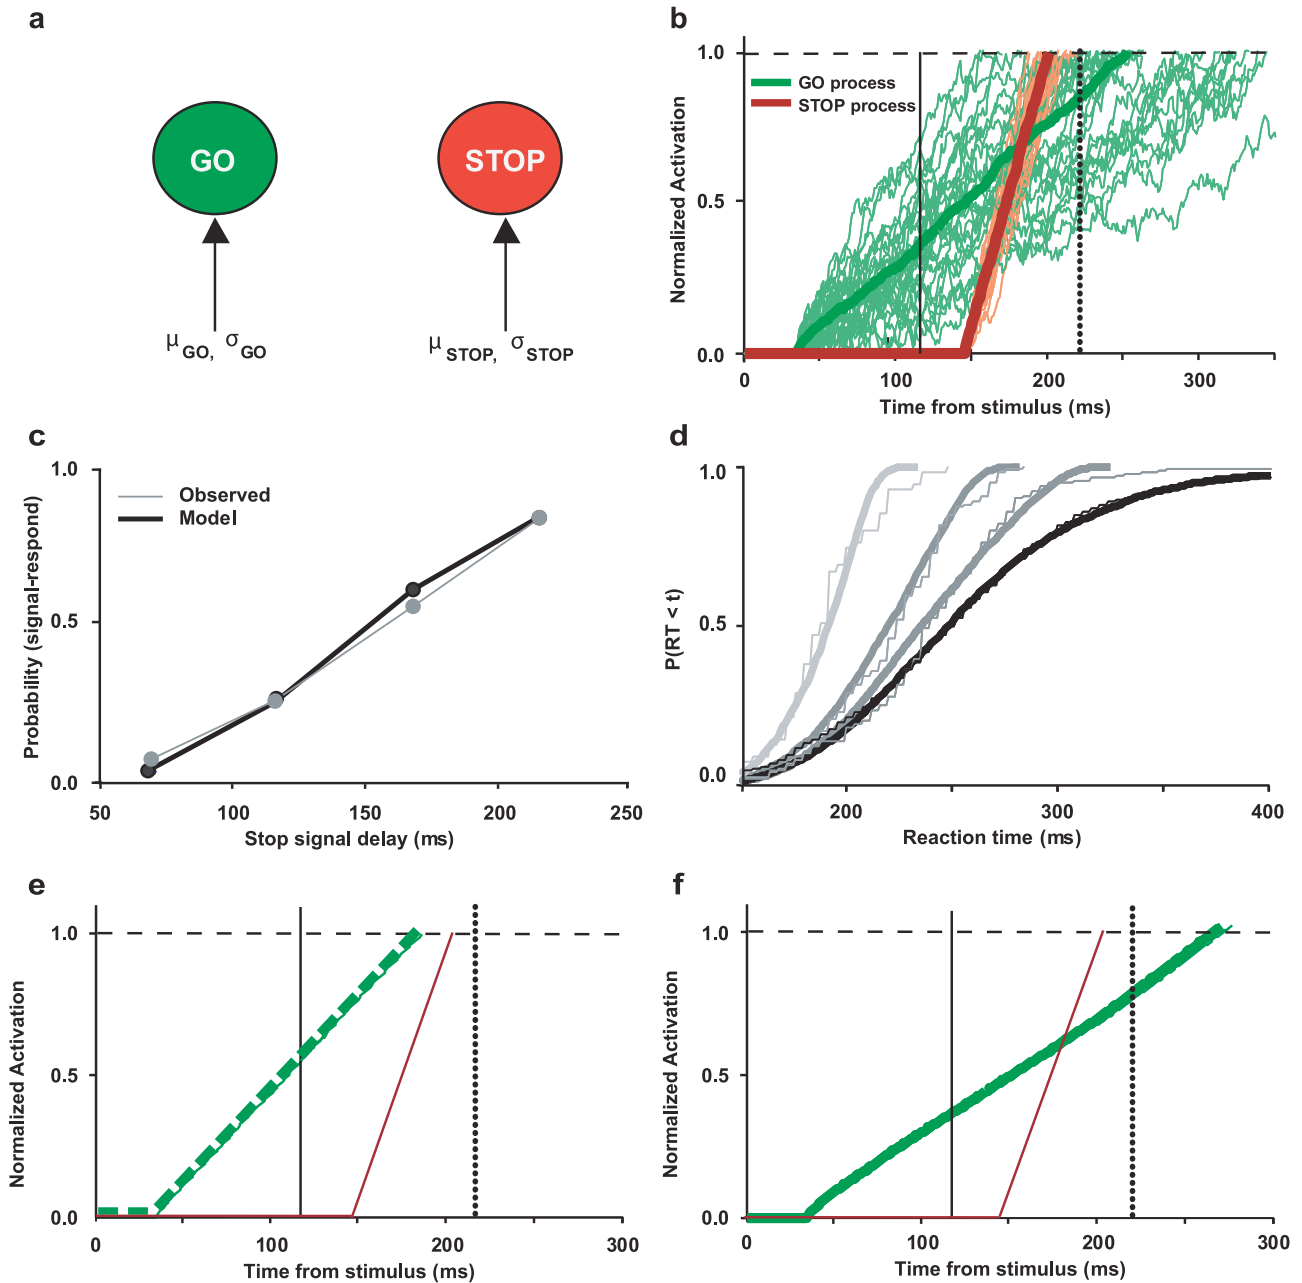 a
GO
STOP
μGO, σGO
μSTOP, σSTOP
b
1.0
0.5
0.0
Normalized Activation
GO process
STOP process
0
100
200
300
Time from stimulus (ms)
c
1.0
0.5
0.0
Probability (signal-respond)
Observed
Model
50
100
150
200
250
Stop signal delay (ms)
d
1.0
0.5
0.0
P(RT < t)
200
300
400
Reaction time (ms)
e
1.0
0.5
0.0
Normalized Activation
0
100
200
300
Time from stimulus (ms)
f
1.0
0.5
0.0
Normalized Activation
0
100
200
300
Time from stimulus (ms)